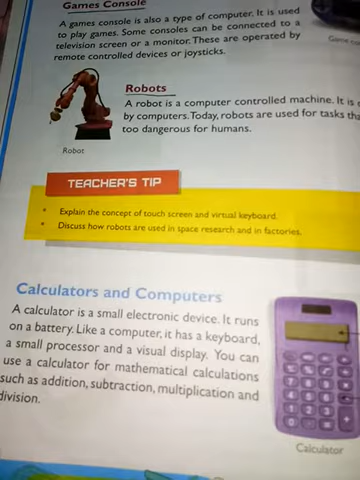 Games Console
A games console is also a type of computer. It is used
to play games. Some consoles can be connected to a
television screen or a monitor. These are operated by
remote controlled devices or joysticks.
Robots
A robot is a computer controlled machine. It is
by computers. Today, robots are used for tasks
too dangerous for humans.
Robot
TEACHER'S TIP
• Explain the concept of touch screen and virtual keyboard.
• Discuss how robots are used in space research and in factories.
Calculators and Computers
A calculator is a small electronic device. It runs
on a battery. Like a computer, it has a keyboard,
a small processor and a visual display. You can
use a calculator for mathematical calculations
such as addition, subtraction, multiplication and
division.
Calculator